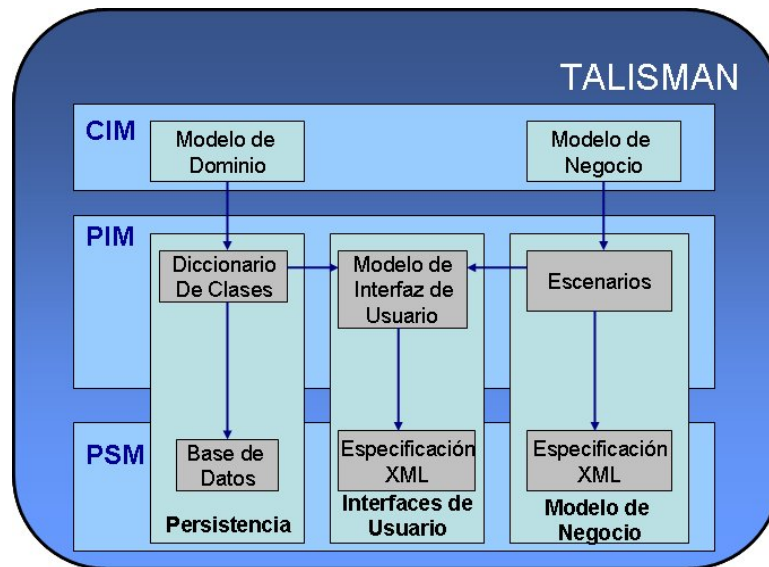 TALISMAN
CIM
Modelo de
Dominio
Modelo de
Negocio
PIM
Diccionario
De Clases
Modelo de
Interfaz de
Usuario
Escenarios
PSM
Base de
Datos
Especificación
XML
Especificación
XML
Persistencia
Interfaces de
Usuario
Modelo de
Negocio